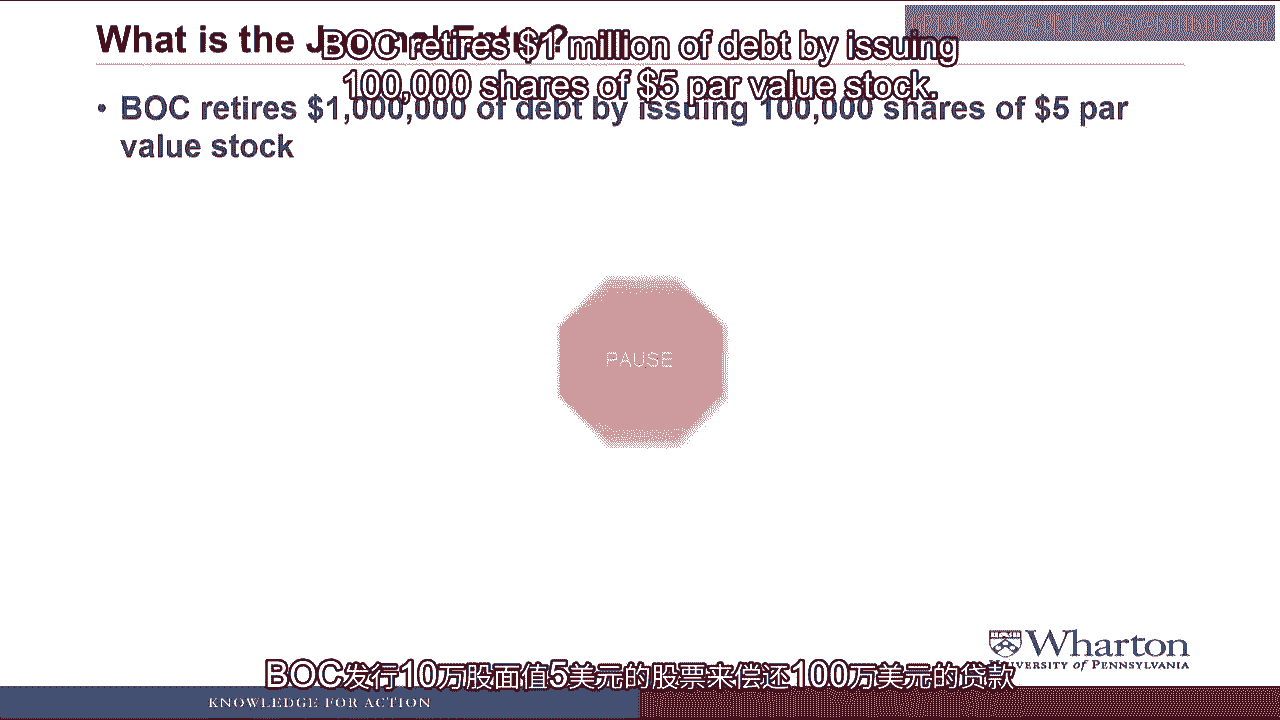 What is the Journal Entry?
BOC retires $1 million of debt by issuing
100,000 shares of $5 par value stock.
• BOC retires $1,000,000 of debt by issuing 100,000 shares of $5 par
value stock
PAUSE
Wharton
UNIVERSITY of PENNSYLVANIA
BOC发行10万股面值5美元的股票来偿还100万美元的贷款
KNOWLEDGE FOR ACTION